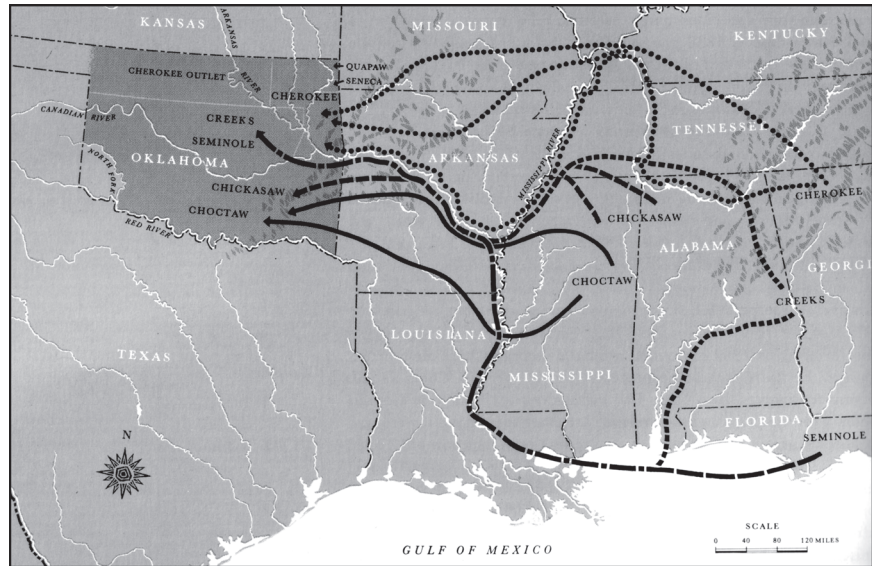 KANSAS
MISSOURI
KENTUCKY
ARKANSAS
RIVER
QUAPAW
SENECA
CHEROKEE OUTLET
CHEROKEE
CANADIAN RIVER
CREEKS
SEMINOLE
OKLAHOMA
NORTH FORK
CHICKASAW
CHOCTAW
RED RIVER
ARKANSAS
MISSISSIPPI RIVER
TENNESSEE
CHEROKEE
CHICKASAW
ALABAMA
GEORGI
CHOCTAW
CREEKS
LOUISIANA
TEXAS
MISSISSIPPI
FLORIDA
SEMINOLE
N
GULF OF MEXICO
SCALE
0 40 80 120 MILES